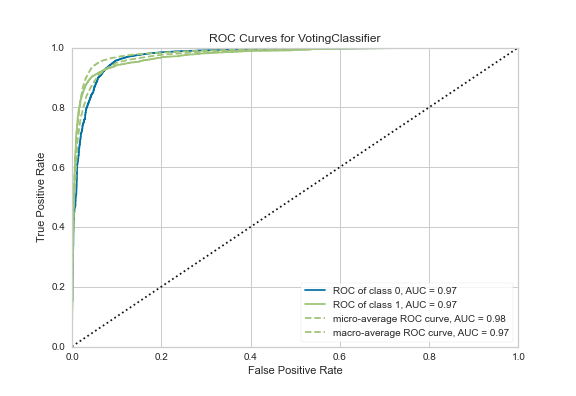 ROC Curves for VotingClassifier
True Positive Rate
1.0
0.8
0.6
0.4
0.2
0.0
ROC of class 0, AUC = 0.97
ROC of class 1, AUC = 0.97
micro-average ROC curve, AUC = 0.98
macro-average ROC curve, AUC = 0.97
0.0 0.2 0.4 0.6 0.8 1.0
False Positive Rate